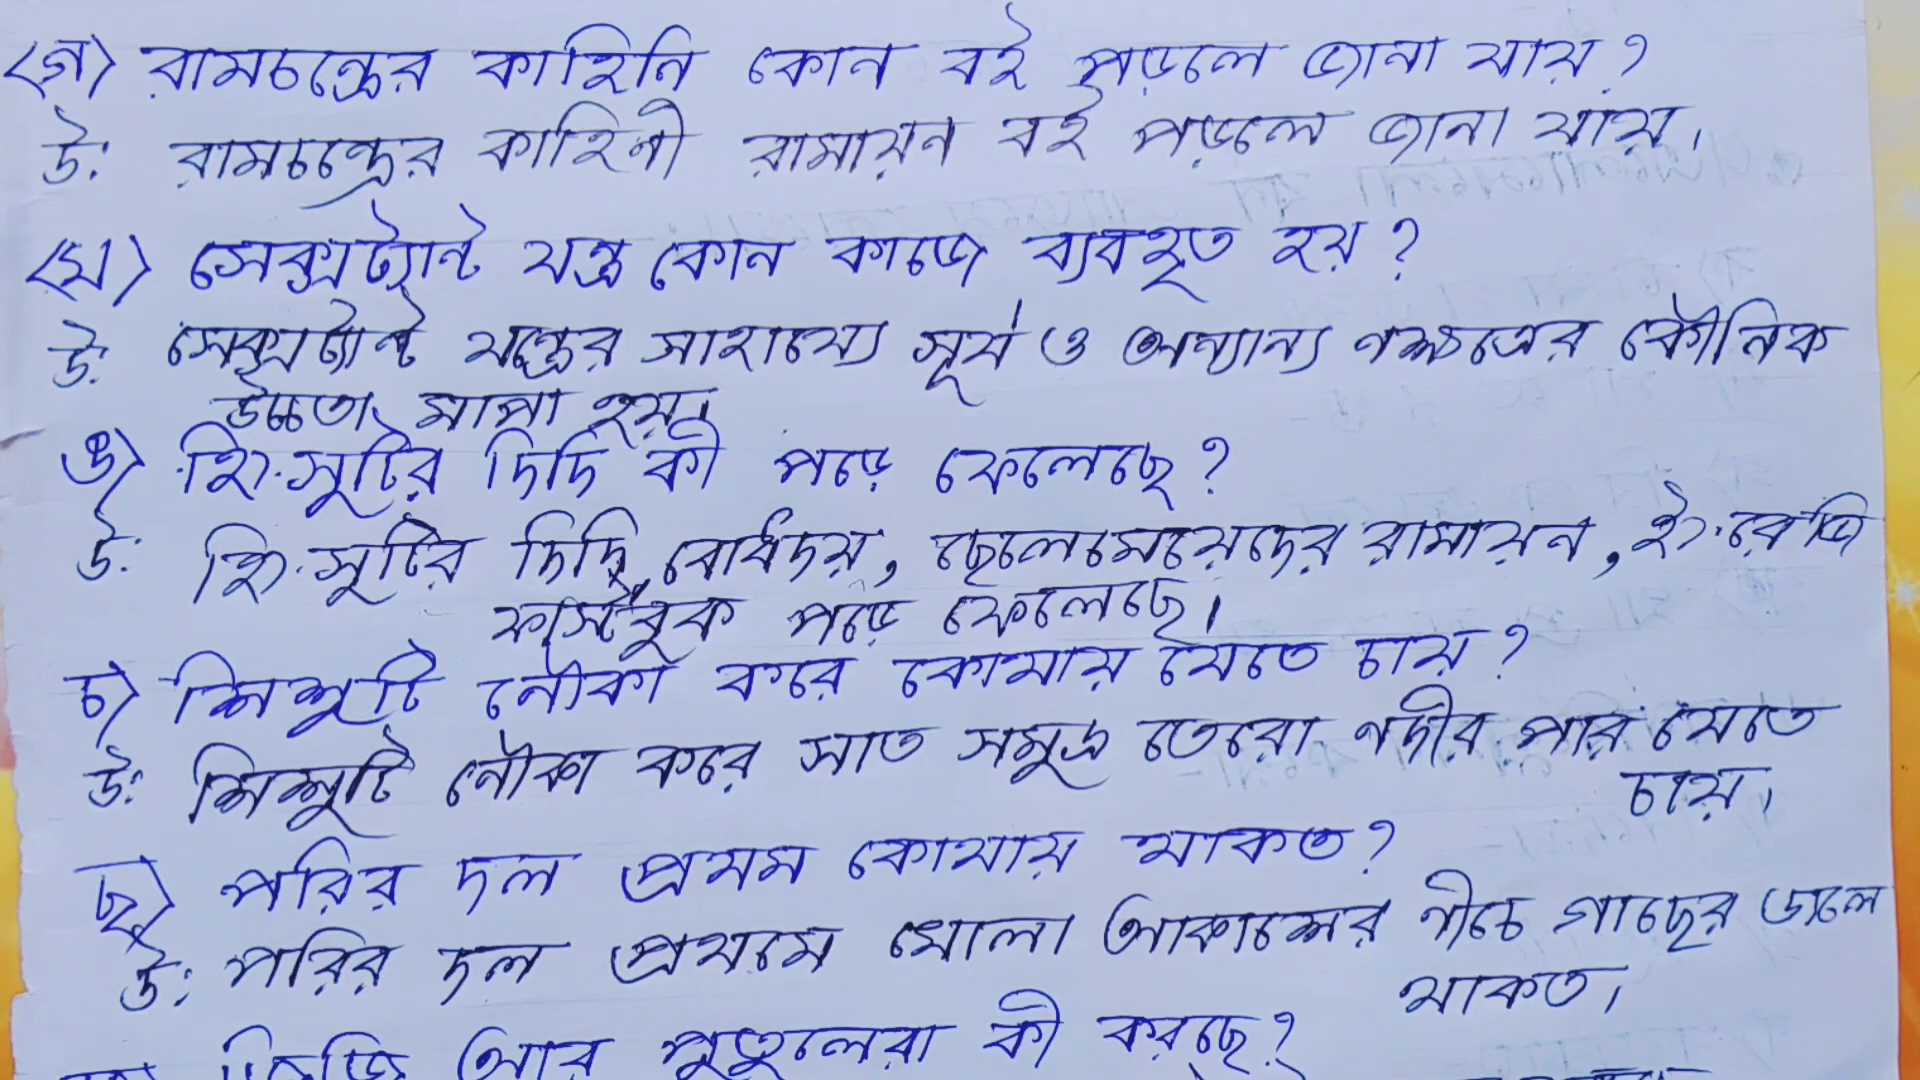 (গ) রামচন্দ্রের কাহিনি কোন বই পড়লে জানা যায়?
উ: রামচন্দ্রের কাহিনী রামায়ন বই পড়লে জানা যায়।
(ঘ) সেক্সট্যান্ট যন্ত্র কোন কাজে ব্যবহৃত হয়?
উ: সেক্সট্যান্ট যন্ত্রের সাহায্যে সূর্য ও অন্যান্য নক্ষত্রের কৌনিক
উচ্চতা মাপা হয়।
ঙ) হিংসুটির দিদি কী পড়ে ফেলেছে?
উ: হিংসুটির দিদি বোধদয়, ছেলেমেয়েদের রামায়ন, ইংরেজি
ফার্স্টবুক পড়ে ফেলেছে।
চ) শিশুটি নৌকা করে কোথায় যেতে চায়?
উ: শিশুটি নৌকা করে সাত সমুদ্র তেরো নদীর পার যেতে
চায়।
ছ) পরির দল প্রথম কোথায় থাকত?
উ: পরির দল প্রথমে খোলা আকাশের নীচে গাছের ডালে
থাকত।
আর পুতুলেরা কী করছে?